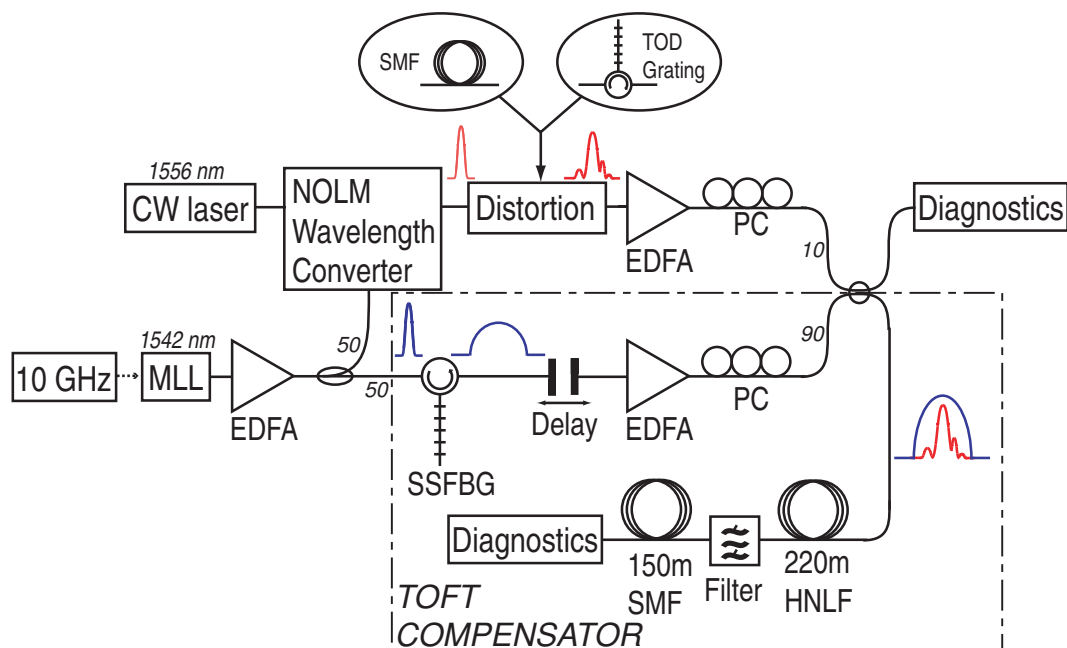 SMF
TOD
Grating
1556 nm
CW laser
NOLM
Wavelength
Converter
Distortion
EDFA
PC
10
Diagnostics
10 GHz
1542 nm
MLL
EDFA
50
50
SSFBG
Delay
EDFA
PC
90
Diagnostics
150m
SMF
Filter
220m
HNLF
TOFT
COMPENSATOR